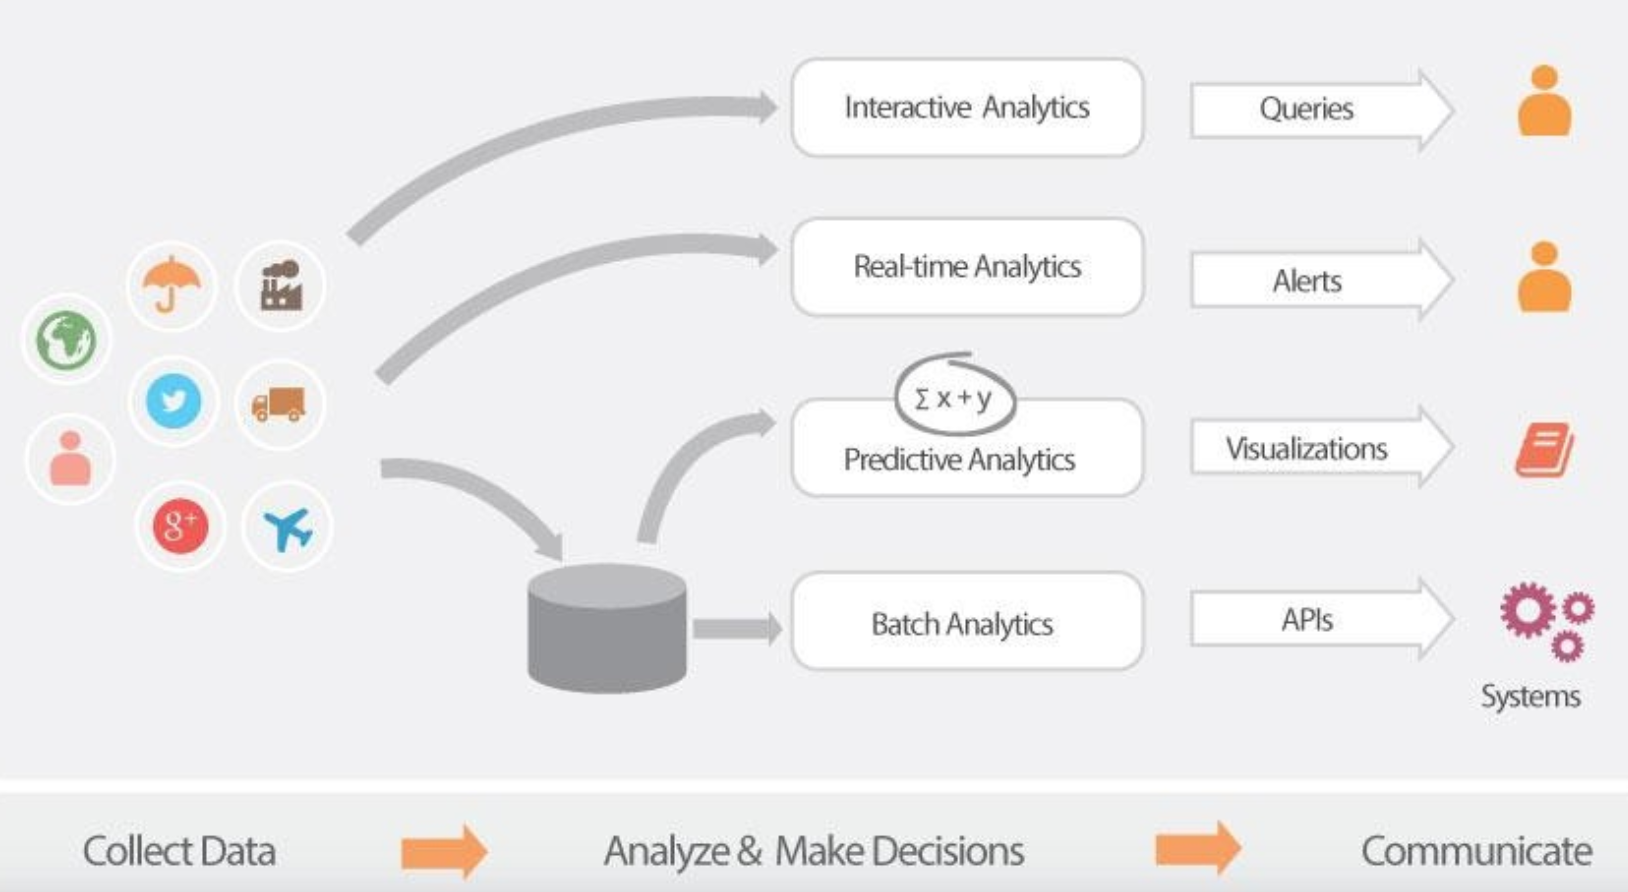 Interactive Analytics
Queries
Real-time Analytics
Alerts
Σ x + y
Predictive Analytics
Visualizations
g+
Batch Analytics
APIs
Systems
Collect Data
Analyze & Make Decisions
Communicate